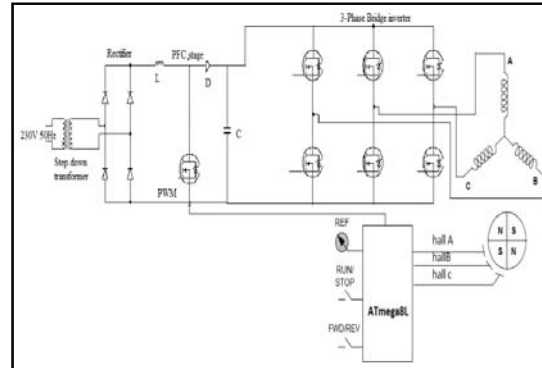 3-Phase Bridge inverter
Rectifier
PFC stage
L
D
A
230V 50Hz
Step down
transformer
C
PWM
C
B
REF
RUN/
STOP
FWD/REV
ATmega8L
hall A
hallB
hall c
N S
S N